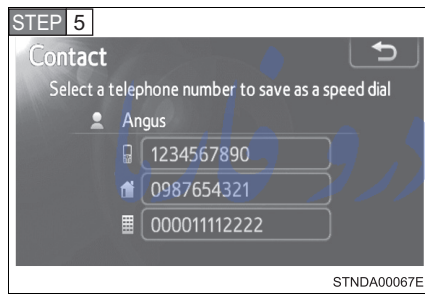 STEP 5
Contact
Select a telephone number to save as a speed dial
Angus
1234567890
0987654321
000011112222
STNDA00067E